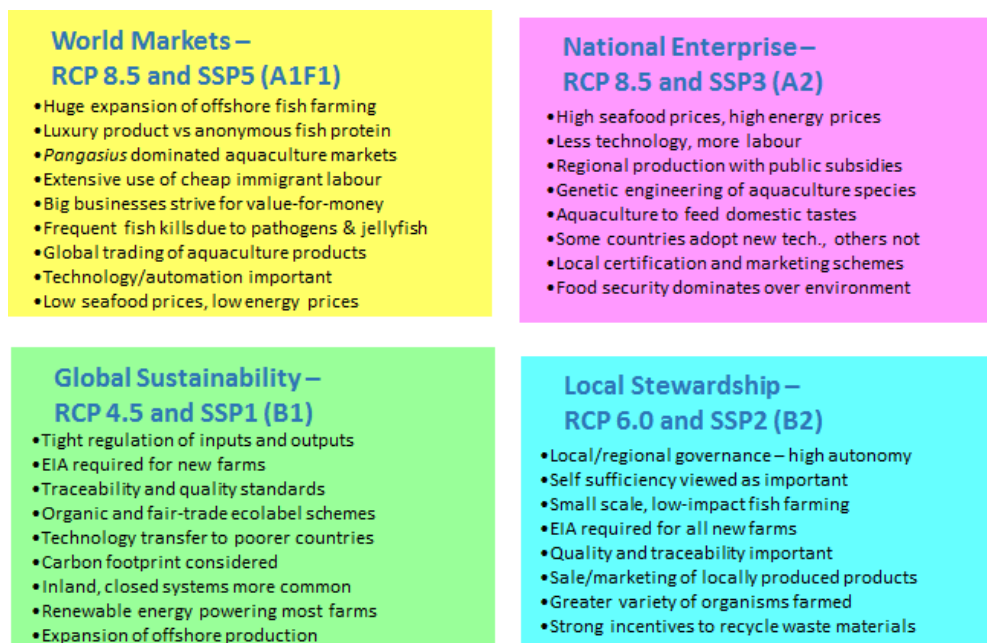 World Markets –
RCP 8.5 and SSP5 (A1F1)
•Huge expansion of offshore fish farming
•Luxury product vs anonymous fish protein
•Pangasius dominated aquaculture markets
•Extensive use of cheap immigrant labour
•Big businesses strive for value-for-money
•Frequent fish kills due to pathogens & jellyfish
•Global trading of aquaculture products
•Technology/automation important
•Low seafood prices, low energy prices
National Enterprise –
RCP 8.5 and SSP3 (A2)
•High seafood prices, high energy prices
•Less technology, more labour
•Regional production with public subsidies
•Genetic engineering of aquaculture species
•Aquaculture to feed domestic tastes
•Some countries adopt new tech., others not
•Local certification and marketing schemes
•Food security dominates over environment
Global Sustainability –
RCP 4.5 and SSP1 (B1)
•Tight regulation of inputs and outputs
•EIA required for new farms
•Traceability and quality standards
•Organic and fair-trade ecolabel schemes
•Technology transfer to poorer countries
•Carbon footprint considered
•Inland, closed systems more common
•Renewable energy powering most farms
•Expansion of offshore production
Local Stewardship –
RCP 6.0 and SSP2 (B2)
•Local/regional governance – high autonomy
•Self sufficiency viewed as important
•Small scale, low-impact fish farming
•EIA required for all new farms
•Quality and traceability important
•Sale/marketing of locally produced products
•Greater variety of organisms farmed
•Strong incentives to recycle waste materials